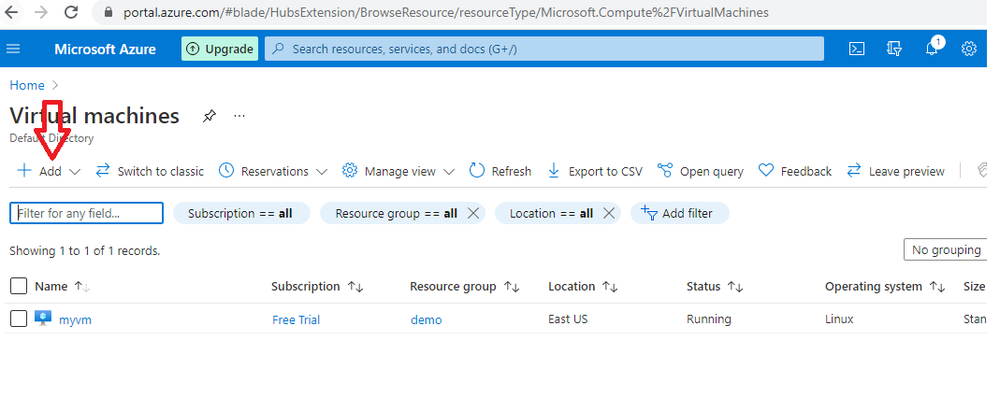 portal.azure.com/#blade/HubsExtension/BrowseResource/resourceType/Microsoft.Compute%2FVirtualMachines
Microsoft Azure Upgrade Search resources, services, and docs (G+/) 1
Home >
Virtual machines ...
Default Directory
+ Add Switch to classic Reservations Manage view Refresh Export to CSV Open query Feedback Leave preview
Filter for any field... Subscription == all Resource group == all Location == all Add filter
Showing 1 to 1 of 1 records. No grouping
Name Subscription Resource group Location Status Operating system Size
myvm Free Trial demo East US Running Linux Stan